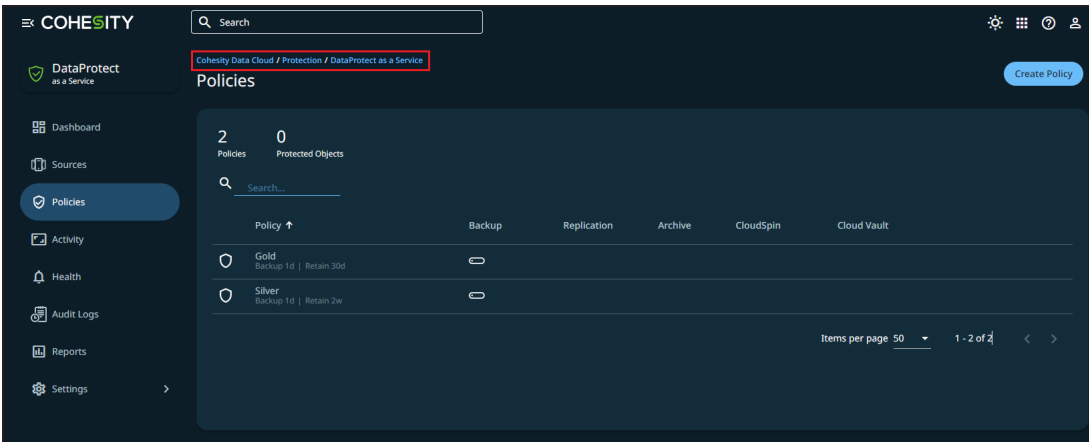 COHESITY
Search
DataProtect
as a Service
Cohesity Data Cloud / Protection / DataProtect as a Service
Policies
Create Policy
Dashboard
Sources
Policies
Activity
Health
Audit Logs
Reports
Settings
2 0
Policies Protected Objects
Search...
Policy Backup Replication Archive CloudSpin Cloud Vault
Gold
Backup 1d | Retain 30d
Silver
Backup 1d | Retain 2w
Items per page 50 1 - 2 of 2